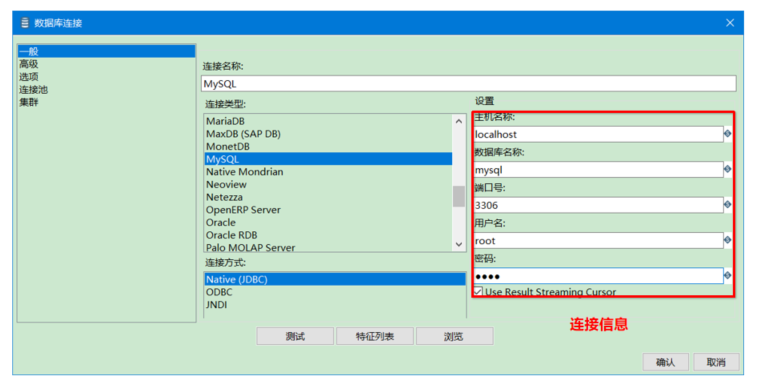 数据库连接
一般
高级
选项
连接池
集群
连接名称:
MySQL
连接类型:
MariaDB
MaxDB (SAP DB)
MonetDB
MySQL
Native Mondrian
Neoview
Netezza
OpenERP Server
Oracle
Oracle RDB
Palo MOLAP Server
连接方式:
Native (JDBC)
ODBC
JNDI
设置
主机名称:
localhost
数据库名称:
mysql
端口号:
3306
用户名:
root
密码:
●●●●
Use Result Streaming Cursor
连接信息
测试
特征列表
浏览
确认
取消